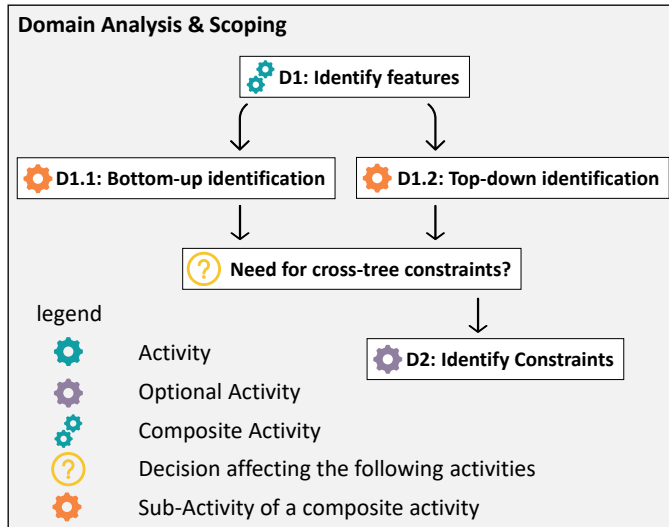 Domain Analysis & Scoping
D1: Identify features
D1.1: Bottom-up identification
D1.2: Top-down identification
Need for cross-tree constraints?
D2: Identify Constraints
legend
Activity
Optional Activity
Composite Activity
Decision affecting the following activities
Sub-Activity of a composite activity